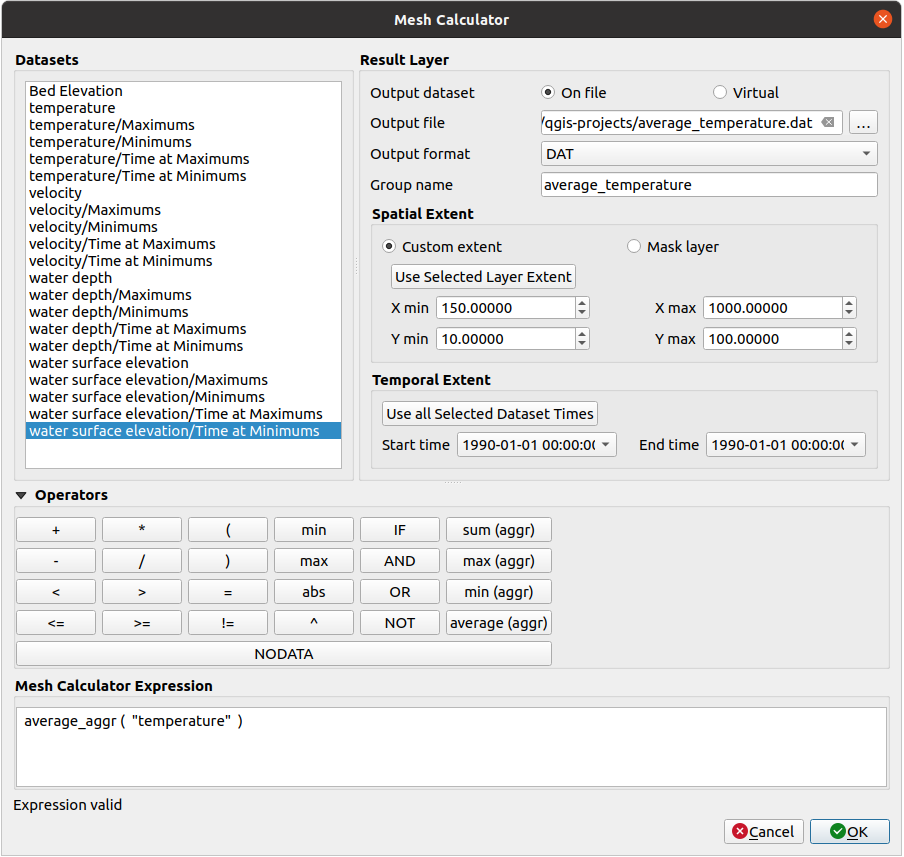 Mesh Calculator
Datasets
Bed Elevation
temperature
temperature/Maximums
temperature/Minimums
temperature/Time at Maximums
temperature/Time at Minimums
velocity
velocity/Maximums
velocity/Minimums
velocity/Time at Maximums
velocity/Time at Minimums
water depth
water depth/Maximums
water depth/Minimums
water depth/Time at Maximums
water depth/Time at Minimums
water surface elevation
water surface elevation/Maximums
water surface elevation/Minimums
water surface elevation/Time at Maximums
water surface elevation/Time at Minimums
Result Layer
Output dataset On file Virtual
Output file /qgis-projects/average_temperature.dat ...
Output format DAT
Group name average_temperature
Spatial Extent
Custom extent Mask layer
Use Selected Layer Extent
X min 150.00000 X max 1000.00000
Y min 10.00000 Y max 100.00000
Temporal Extent
Use all Selected Dataset Times
Start time 1990-01-01 00:00:00 End time 1990-01-01 00:00:00
Operators
+ * ( min IF sum (aggr)
- / ) max AND max (aggr)
< > = abs OR min (aggr)
<= >= != ^ NOT average (aggr)
NODATA
Mesh Calculator Expression
average_aggr ( "temperature" )
Expression valid
Cancel OK